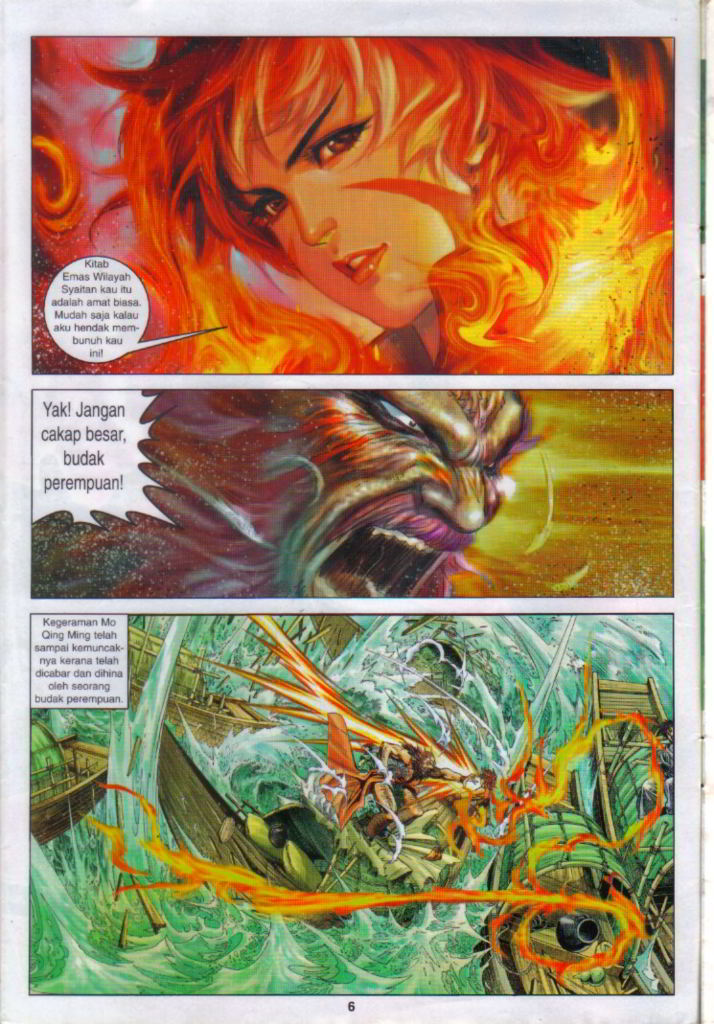 Kitab
Emas Wilayah
Syaitan kau itu
adalah amat biasa.
Mudah saja kalau
aku hendak mem-
bunuh kau
ini!
Yak! Jangan
cakap besar,
budak
perempuan!
Kegeraman Mo
Qing Ming telah
sampai kemuncak-
nya kerana telah
dicabar dan dihina
oleh seorang
budak perempuan.
6